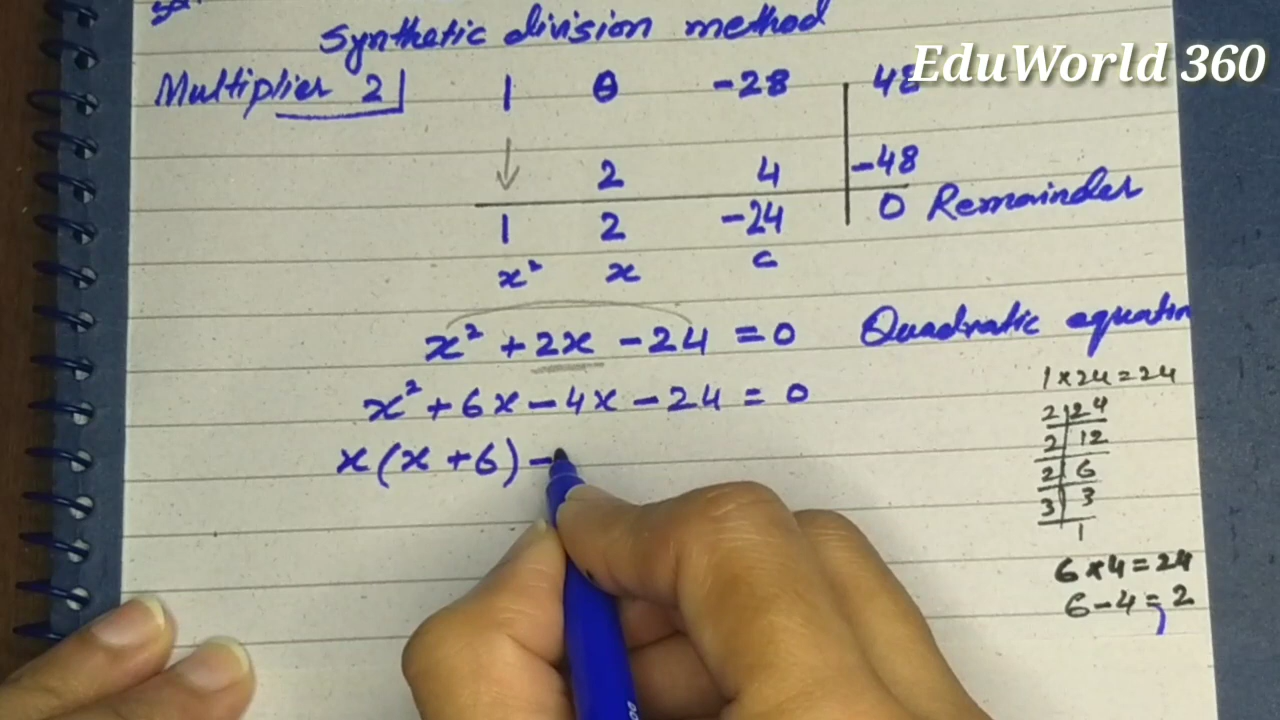 Synthetic division method
EduWorld 360
Multiplier 2 1 0 -28 48
2 4 -48
1 2 -24 0 Remainder
x² x c
x² + 2x - 24 = 0 Quadratic equation
x² + 6x - 4x - 24 = 0
x(x + 6) -
1 × 24 = 24
2 24
2 12
2 6
3 3
1
6 × 4 = 24
6 - 4 = 2